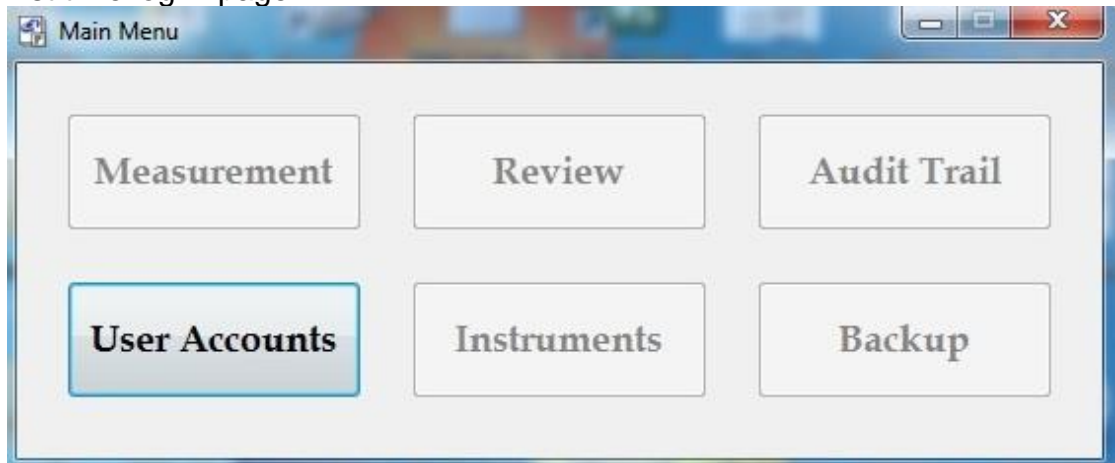 Main Menu
Measurement
Review
Audit Trail
User Accounts
Instruments
Backup